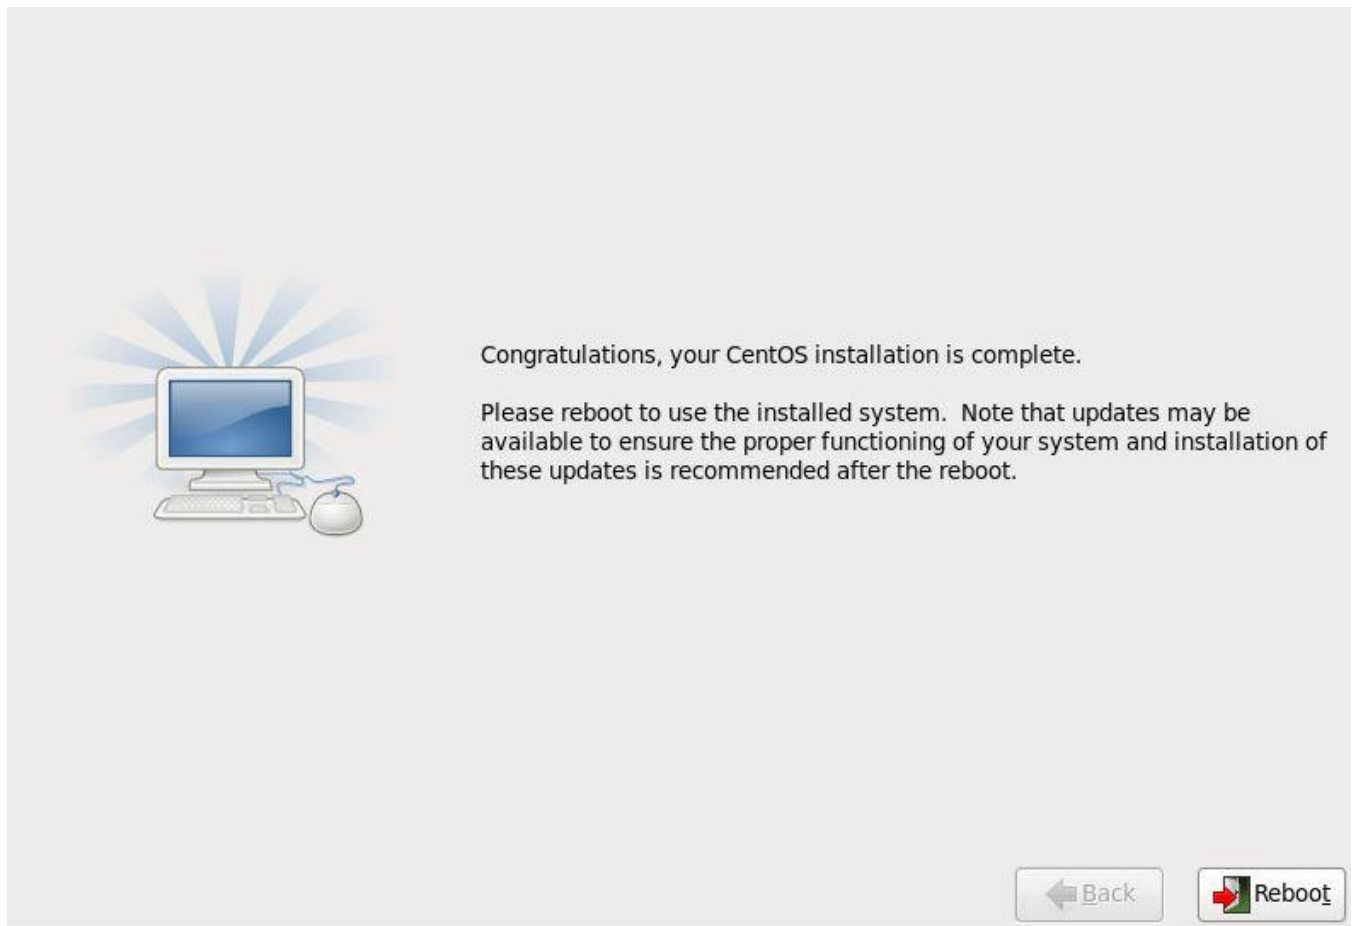 Congratulations, your CentOS installation is complete.
Please reboot to use the installed system.  Note that updates may be
available to ensure the proper functioning of your system and installation of
these updates is recommended after the reboot.
Back
Reboot